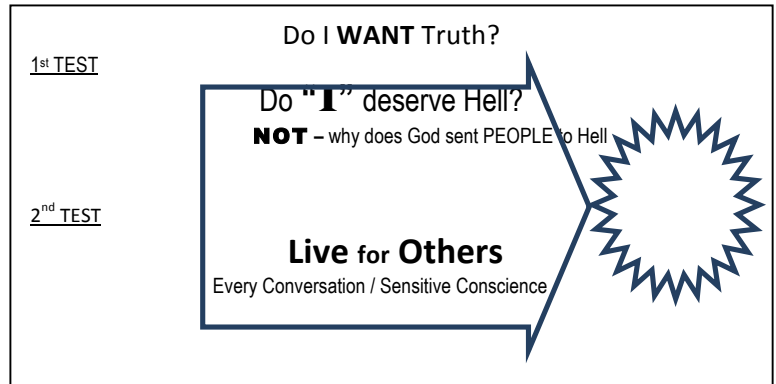 Do I WANT Truth?
1st TEST
Do "I" deserve Hell?
NOT – why does God sent PEOPLE to Hell
2nd TEST
Live for Others
Every Conversation / Sensitive Conscience